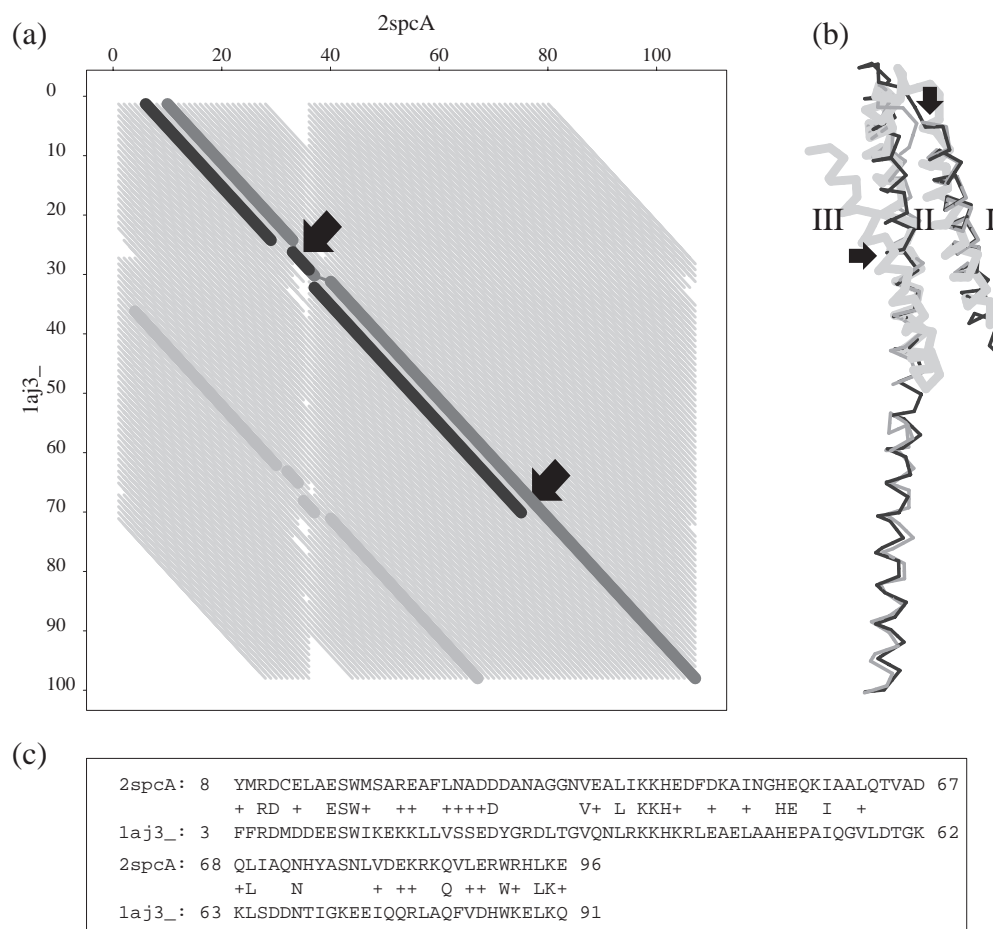 (a)
2spcA
(b)
0 20 40 60 80 100
0
10
20
30
40
50
60
70
80
90
100
1aj3_
III II I
(c)
2spcA: 8 YMRDCELAESWMSAREAFLNADDDANAGGNVEALIKKHEDFDKAINGHEQKIAALQTVAD 67
+ RD + ESW+ ++ ++++D V+ L KKH+ + + HE I +
1aj3_: 3 FFRDMDDEESWIKEKKLLVSSEDYGRDLTGVQNLRKKHKRLEAELAAHEPAIQGVLDTGK 62
2spcA: 68 QLIAQNHYASNLVDEKRKQVLERWRHLKE 96
+L N + ++ Q ++ W+ LK+
1aj3_: 63 KLSDDNTIGKEEIQQRLAQFVDHWKELKQ 91